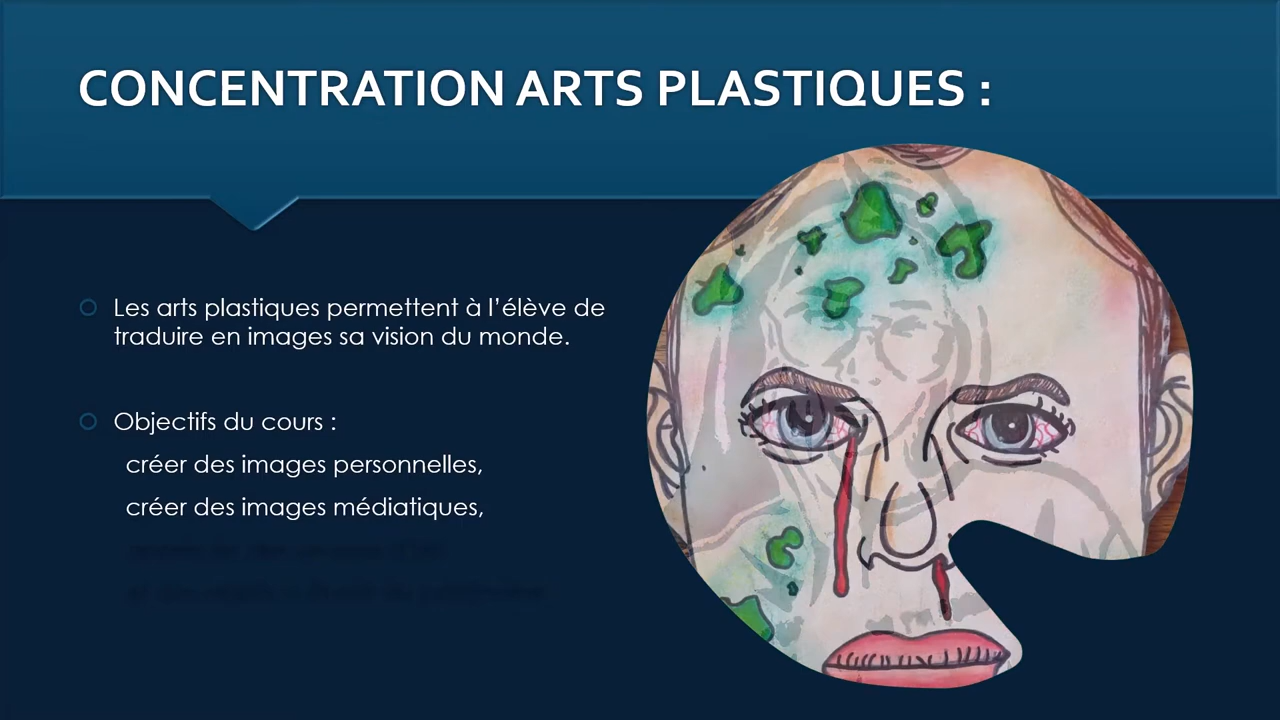 CONCENTRATION ARTS PLASTIQUES :
Les arts plastiques permettent à l’élève de
traduire en images sa vision du monde.
Objectifs du cours :
créer des images personnelles,
créer des images médiatiques,